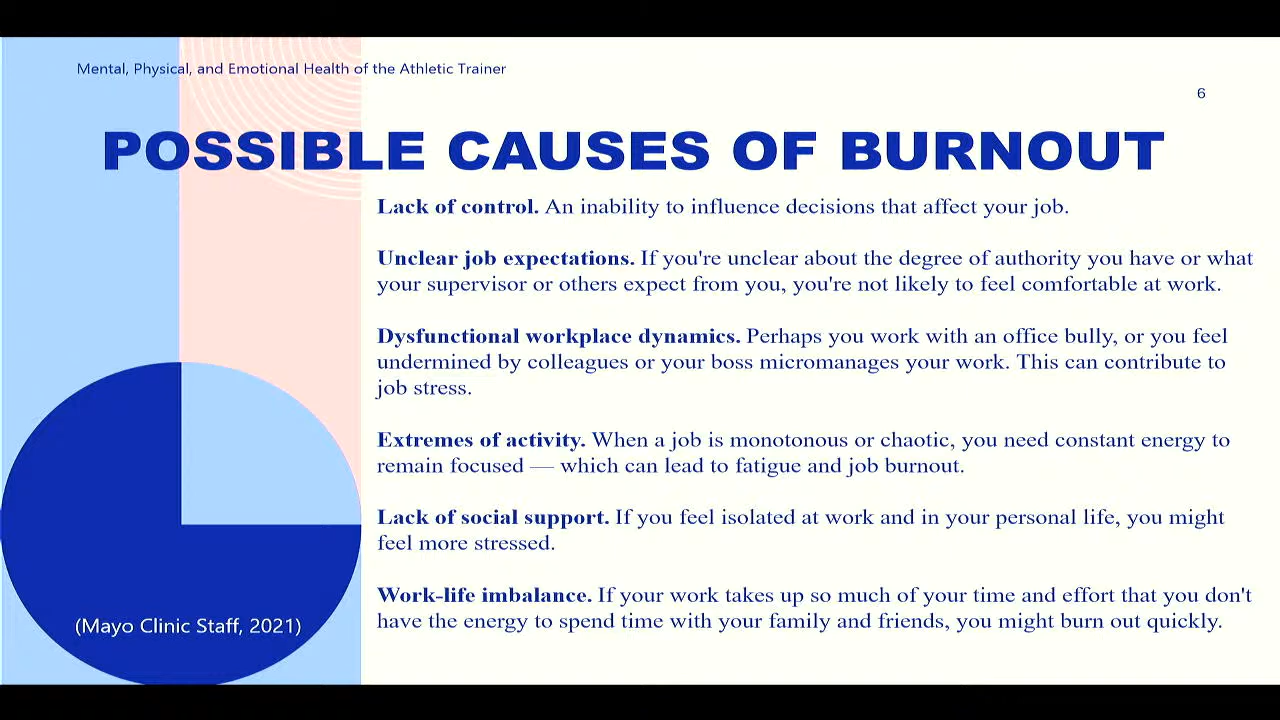 Mental, Physical, and Emotional Health of the Athletic Trainer
6
POSSIBLE CAUSES OF BURNOUT
Lack of control. An inability to influence decisions that affect your job.
Unclear job expectations. If you're unclear about the degree of authority you have or what
your supervisor or others expect from you, you're not likely to feel comfortable at work.
Dysfunctional workplace dynamics. Perhaps you work with an office bully, or you feel
undermined by colleagues or your boss micromanages your work. This can contribute to
job stress.
Extremes of activity. When a job is monotonous or chaotic, you need constant energy to
remain focused — which can lead to fatigue and job burnout.
Lack of social support. If you feel isolated at work and in your personal life, you might
feel more stressed.
Work-life imbalance. If your work takes up so much of your time and effort that you don't
have the energy to spend time with your family and friends, you might burn out quickly.
(Mayo Clinic Staff, 2021)